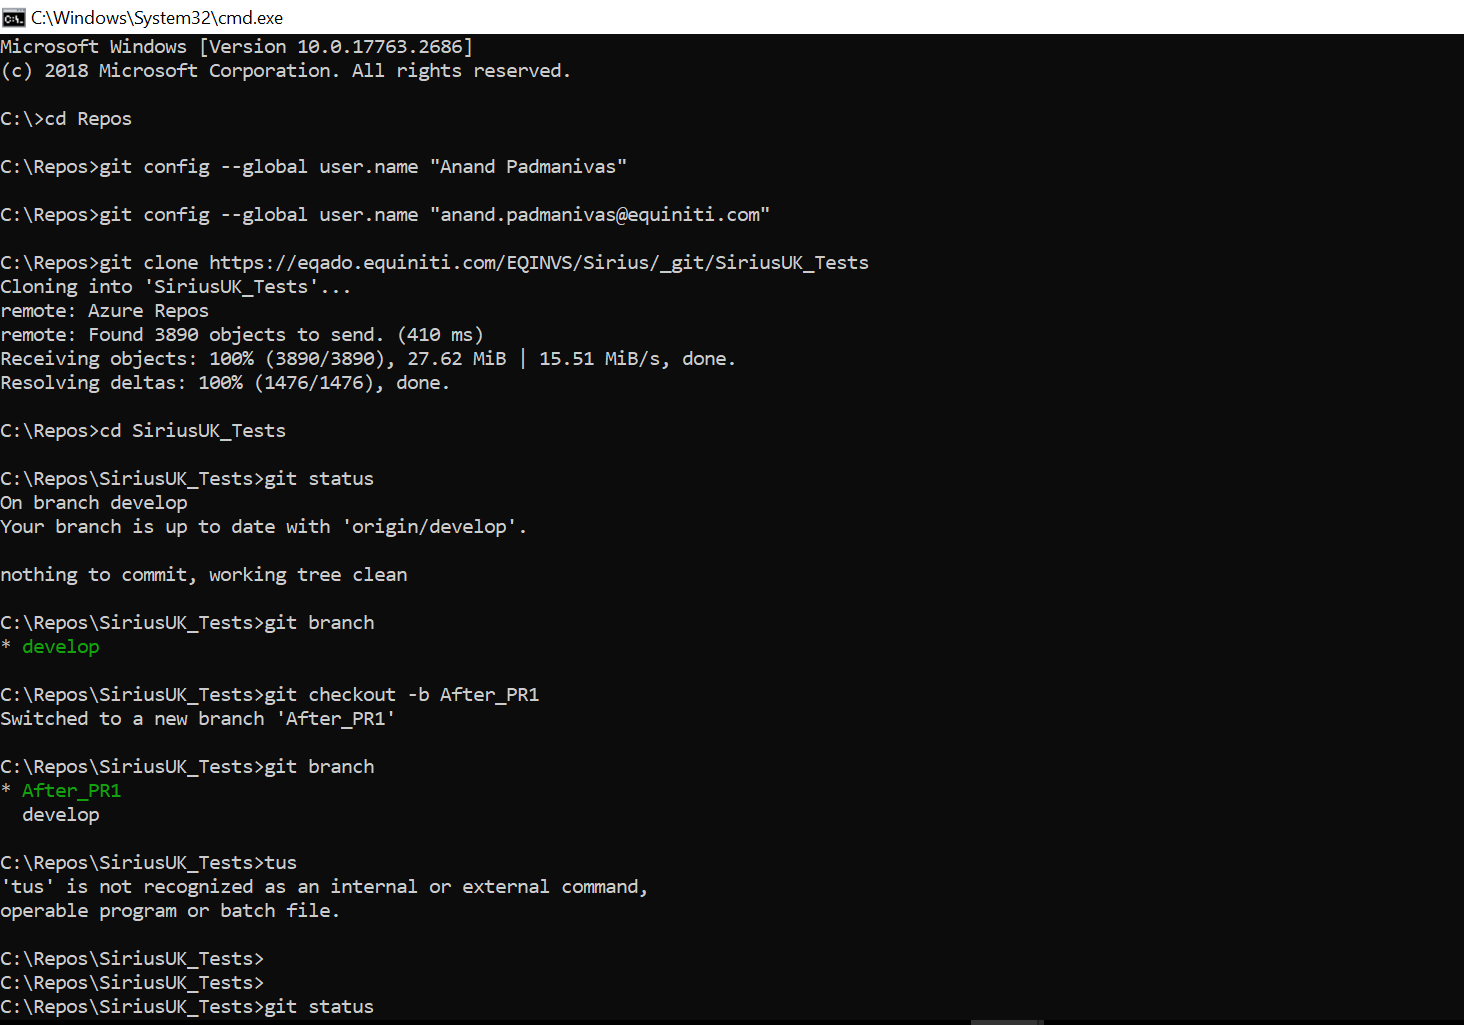 C:\Windows\System32\cmd.exe
Microsoft Windows [Version 10.0.17763.2686]
(c) 2018 Microsoft Corporation. All rights reserved.
C:\>cd Repos
C:\Repos>git config --global user.name "Anand Padmanivas"
C:\Repos>git config --global user.name "anand.padmanivas@equiniti.com"
C:\Repos>git clone https://eqado.equiniti.com/EQINVS/Sirius/_git/SiriusUK_Tests
Cloning into 'SiriusUK_Tests'...
remote: Azure Repos
remote: Found 3890 objects to send. (410 ms)
Receiving objects: 100% (3890/3890), 27.62 MiB | 15.51 MiB/s, done.
Resolving deltas: 100% (1476/1476), done.
C:\Repos>cd SiriusUK_Tests
C:\Repos\SiriusUK_Tests>git status
On branch develop
Your branch is up to date with 'origin/develop'.
nothing to commit, working tree clean
C:\Repos\SiriusUK_Tests>git branch
* develop
C:\Repos\SiriusUK_Tests>git checkout -b After_PR1
Switched to a new branch 'After_PR1'
C:\Repos\SiriusUK_Tests>git branch
* After_PR1
  develop
C:\Repos\SiriusUK_Tests>tus
'tus' is not recognized as an internal or external command,
operable program or batch file.
C:\Repos\SiriusUK_Tests>
C:\Repos\SiriusUK_Tests>
C:\Repos\SiriusUK_Tests>git status